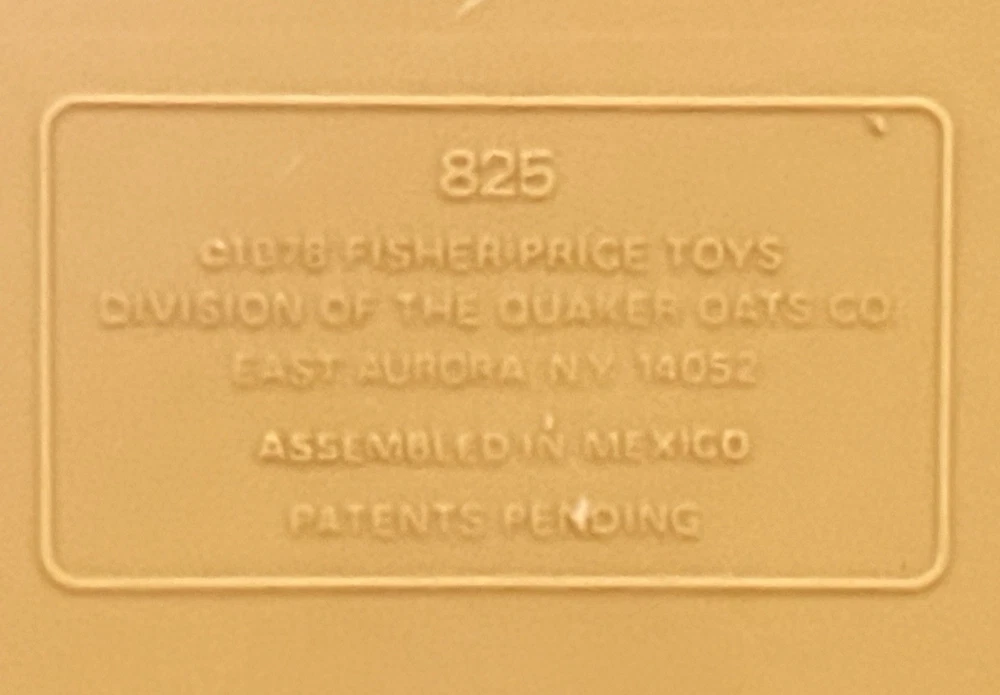 825
©1978 FISHER-PRICE TOYS
DIVISION OF THE QUAKER OATS CO.
EAST AURORA N.Y. 14052
ASSEMBLED IN MEXICO
PATENTS PENDING